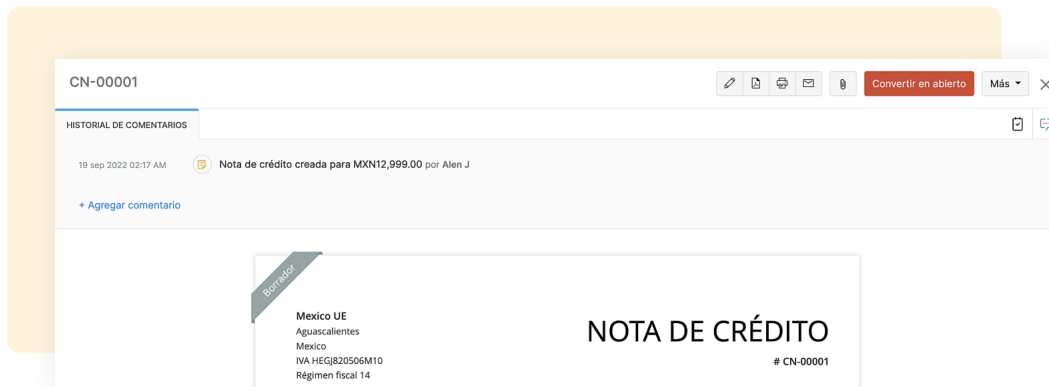 CN-00001
Convertir en abierto
Más
HISTORIAL DE COMENTARIOS
19 sep 2022 02:17 AM
Nota de crédito creada para MXN12,999.00 por Alen J
+ Agregar comentario
Borrador
Mexico UE
Aguascalientes
Mexico
IVA HEGJ820506M10
Régimen fiscal 14
NOTA DE CRÉDITO
# CN-00001